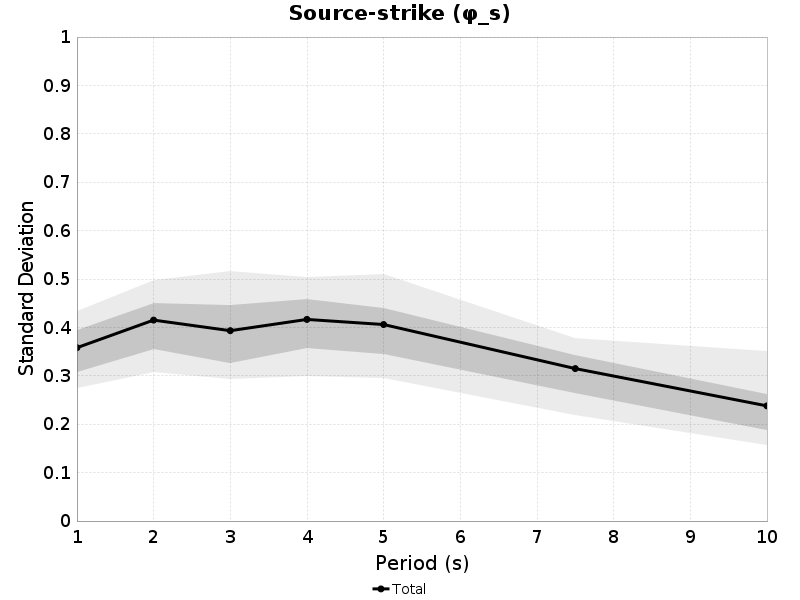 Source-strike (φ_s)
Standard Deviation
1
0.9
0.8
0.7
0.6
0.5
0.4
0.3
0.2
0.1
0
1 2 3 4 5 6 7 8 9 10
Period (s)
Total